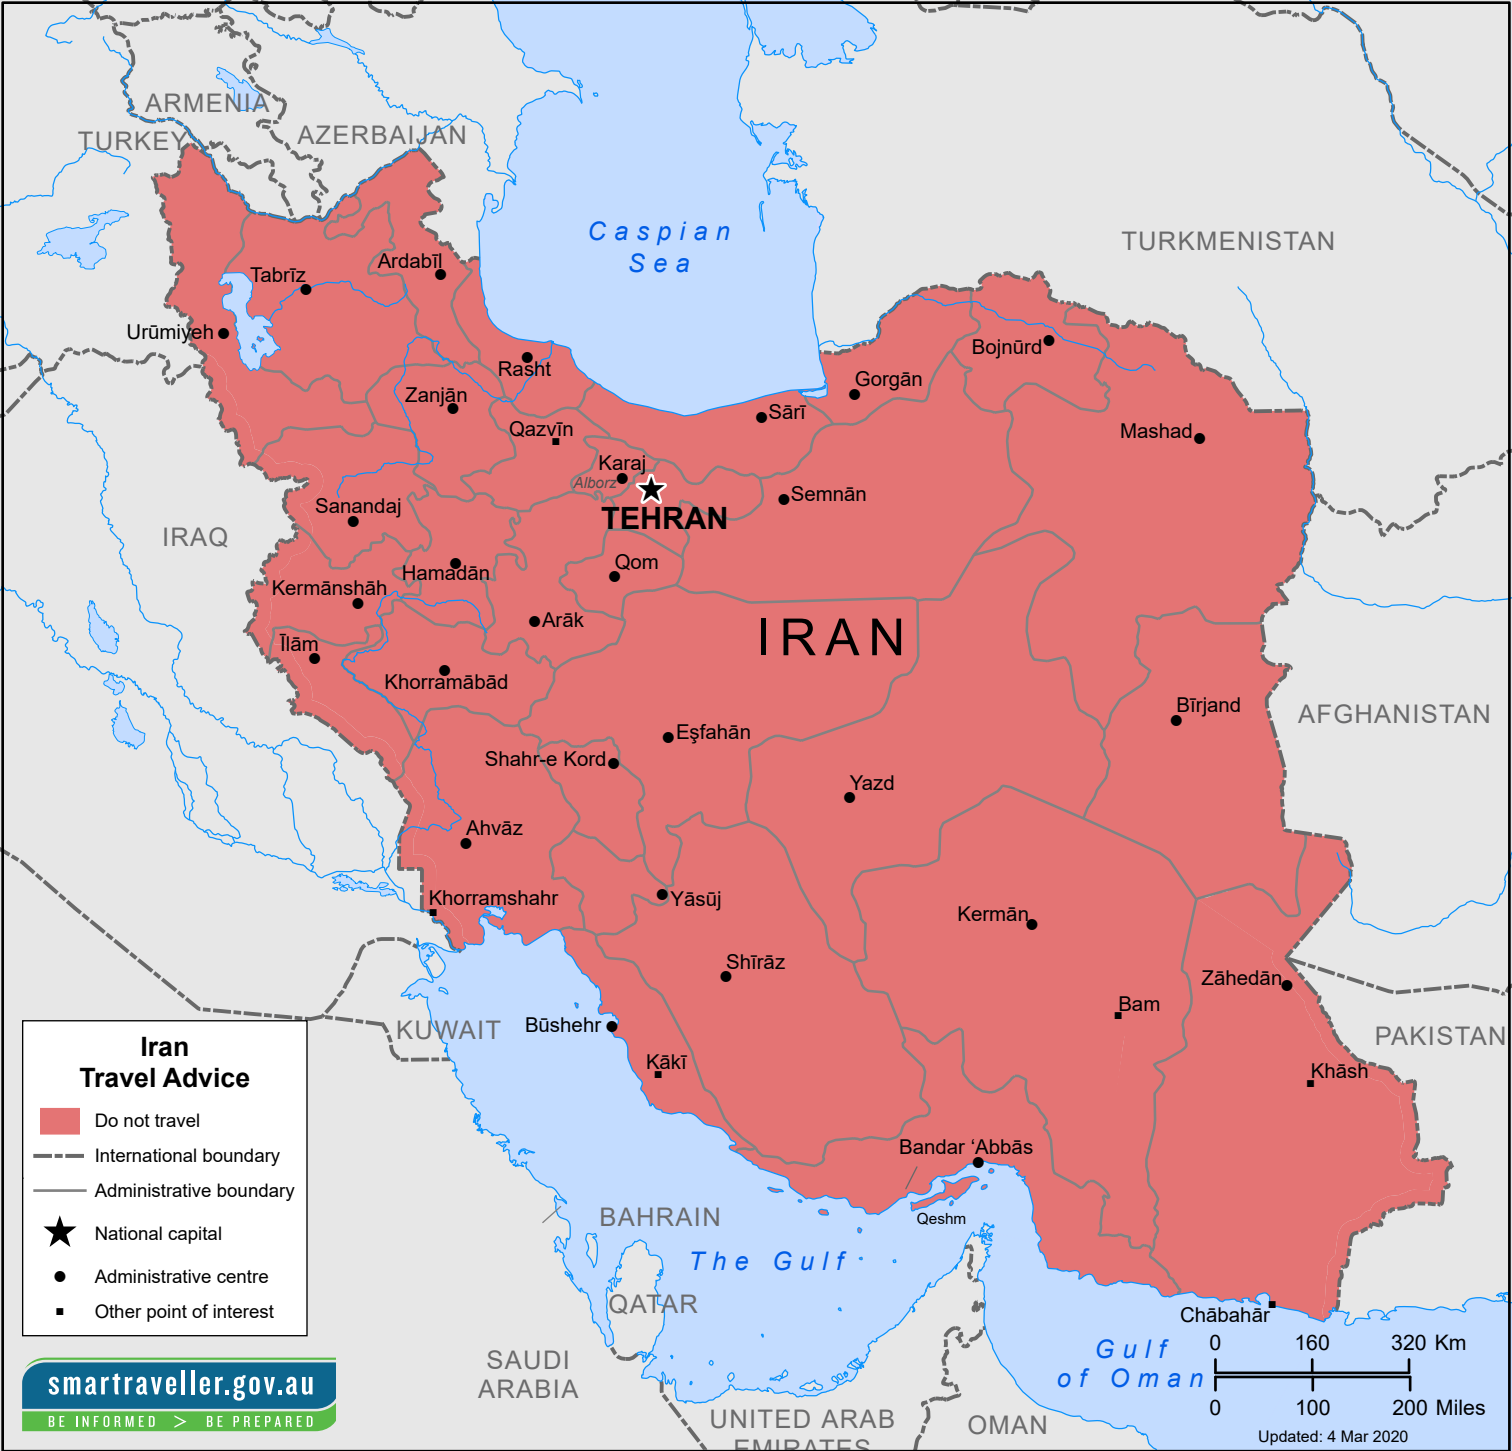 ARMENIA
TURKEY
AZERBAIJAN
Caspian
Sea
TURKMENISTAN
Ardabīl
Tabrīz
Urūmiyeh
Rasht
Bojnūrd
Zanjān
Gorgān
Sārī
Qazvīn
Mashad
Karaj
Alborz
Semnān
Sanandaj
TEHRAN
IRAQ
Qom
Hamadān
Kermānshāh
Arāk
IRAN
Īlām
Khorramābād
Bīrjand
AFGHANISTAN
Eşfahān
Shahr-e Kord
Yazd
Ahvāz
Khorramshahr
Yāsūj
Kermān
Shīrāz
Zāhedān
Bam
Būshehr
KUWAIT
PAKISTAN
Kākī
Khāsh
Bandar ‘Abbās
Qeshm
BAHRAIN
The Gulf
QATAR
Chābahār
SAUDI
ARABIA
Gulf
of Oman
UNITED ARAB
EMIRATES
OMAN
Iran
Travel Advice
Do not travel
International boundary
Administrative boundary
National capital
Administrative centre
Other point of interest
smartraveller.gov.au
BE INFORMED > BE PREPARED
0 160 320 Km
0 100 200 Miles
Updated: 4 Mar 2020